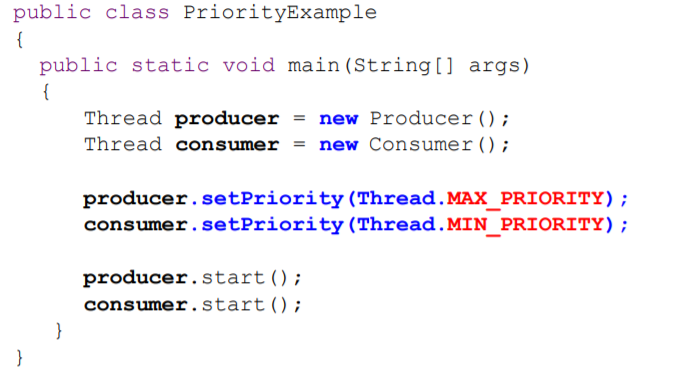 public class PriorityExample
{
public static void main(String[] args)
{
Thread producer = new Producer();
Thread consumer = new Consumer();
producer.setPriority(Thread.MAX_PRIORITY);
consumer.setPriority(Thread.MIN_PRIORITY);
producer.start();
consumer.start();
}
}